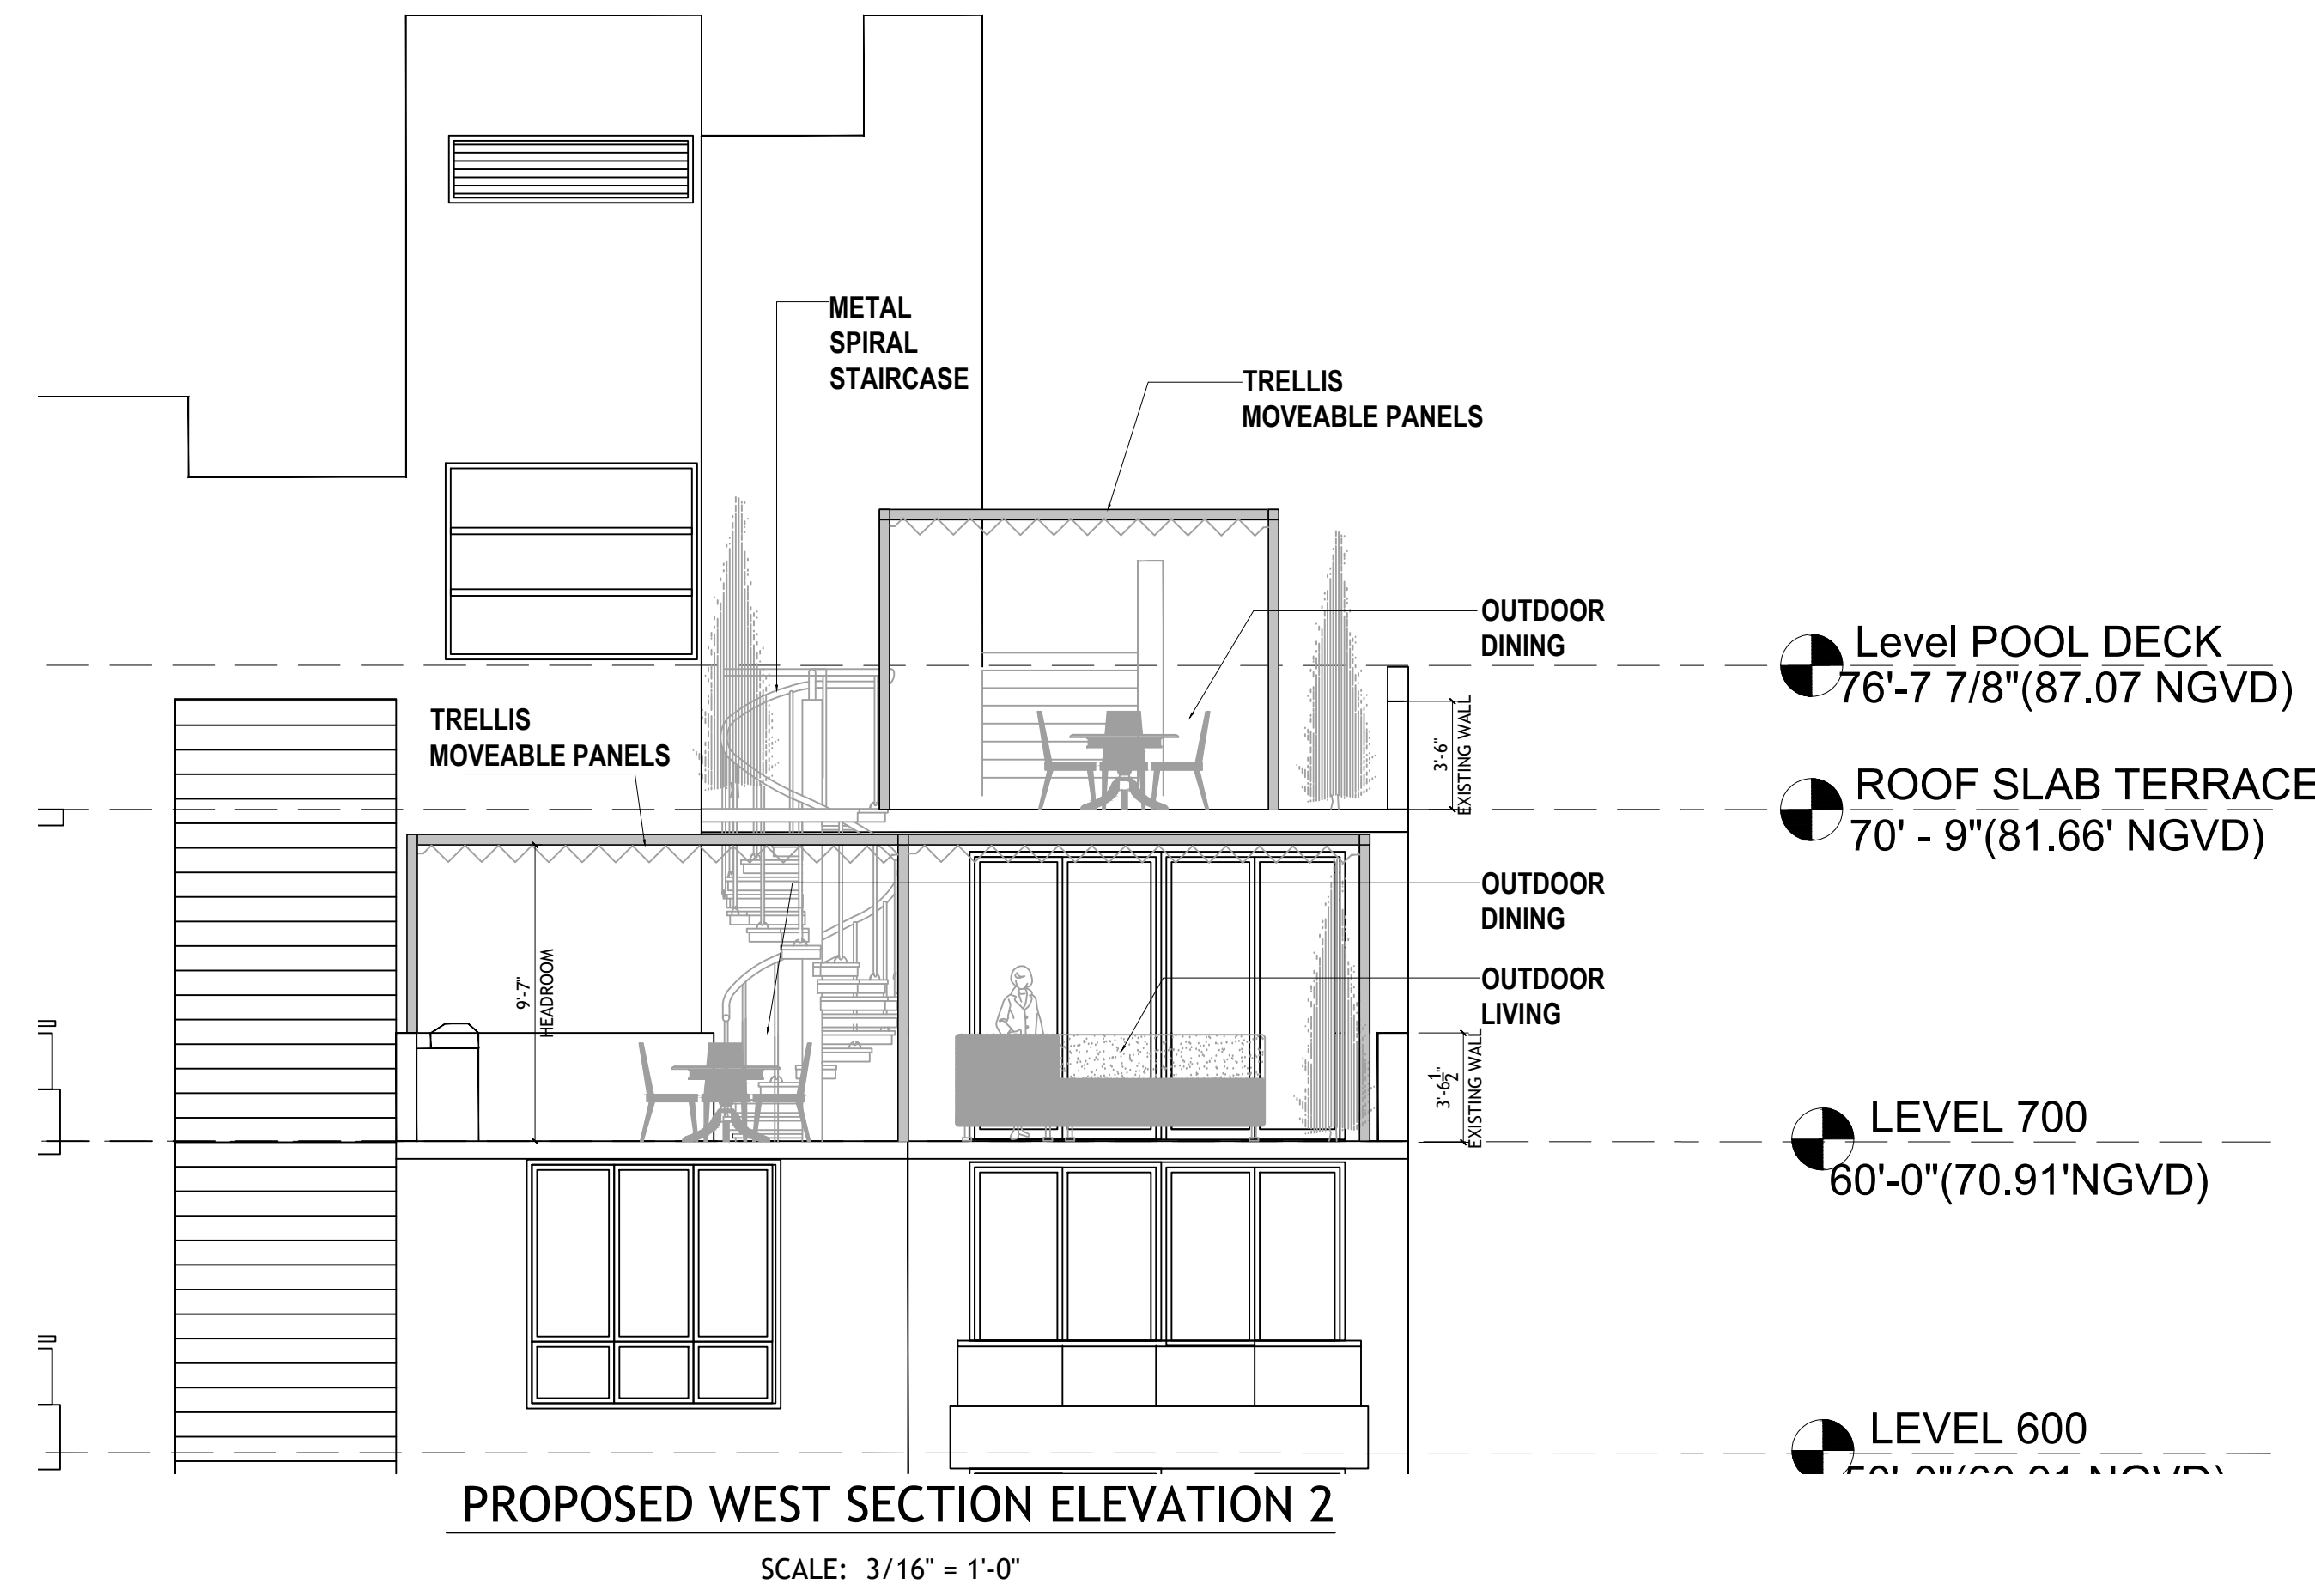 METAL
SPIRAL
STAIRCASE
TRELLIS
MOVEABLE PANELS
OUTDOOR
DINING
Level POOL DECK
76'-7 7/8"(87.07 NGVD)
TRELLIS
MOVEABLE PANELS
3'-6"
EXISTING WALL
ROOF SLAB TERRACE
70' - 9"(81.66' NGVD)
OUTDOOR
DINING
9'-7"
HEADROOM
OUTDOOR
LIVING
3'-6 1/2"
EXISTING WALL
LEVEL 700
60'-0"(70.91'NGVD)
LEVEL 600
PROPOSED WEST SECTION ELEVATION 2
SCALE: 3/16" = 1'-0"